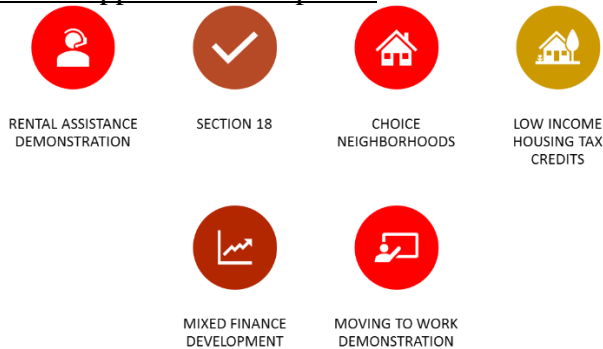 RENTAL ASSISTANCE
DEMONSTRATION
SECTION 18
CHOICE
NEIGHBORHOODS
LOW INCOME
HOUSING TAX
CREDITS
MIXED FINANCE
DEVELOPMENT
MOVING TO WORK
DEMONSTRATION